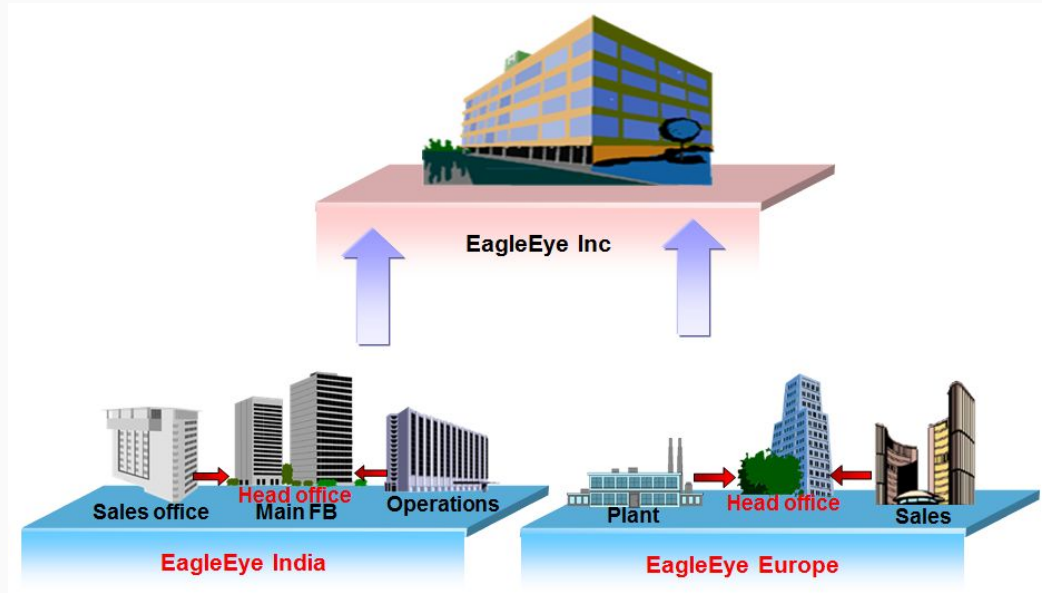 EagleEye Inc
Sales office
Head office
Main FB
Operations
EagleEye India
Plant
Head office
Sales
EagleEye Europe